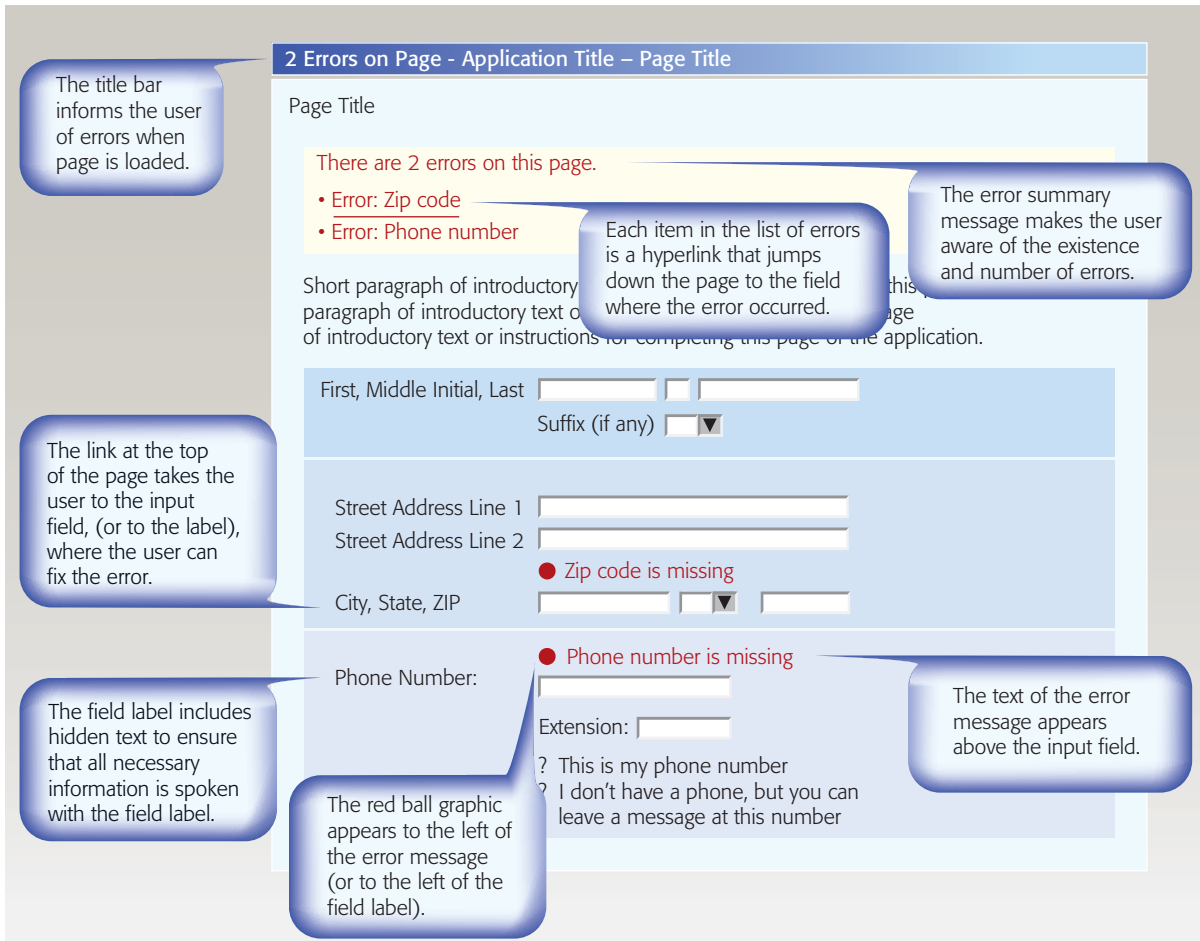 2 Errors on Page - Application Title – Page Title
The title bar
informs the user
of errors when
page is loaded.
Page Title
There are 2 errors on this page.
• Error: Zip code
• Error: Phone number
The error summary
message makes the user
aware of the existence
and number of errors.
Each item in the list of errors
is a hyperlink that jumps
down the page to the field
where the error occurred.
Short paragraph of introductory this
paragraph of introductory text
of introductory text or instructions for completing this page of the application.
First, Middle Initial, Last
Suffix (if any) ▼
The link at the top
of the page takes the
user to the input
field, (or to the label),
where the user can
fix the error.
Street Address Line 1
Street Address Line 2
Zip code is missing
City, State, ZIP ▼
Phone number is missing
Phone Number:
Extension:
? This is my phone number
? I don't have a phone, but you can
leave a message at this number
The field label includes
hidden text to ensure
that all necessary
information is spoken
with the field label.
The red ball graphic
appears to the left of
the error message
(or to the left of the
field label).
The text of the error
message appears
above the input field.